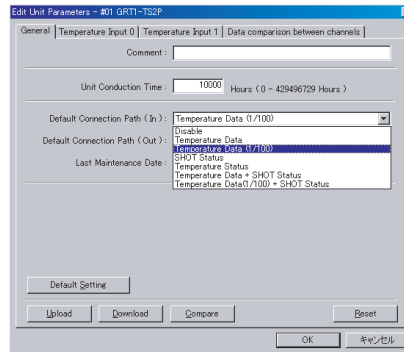 Edit Unit Parameters - #01 GRT1-TS2P
General Temperature Input 0 Temperature Input 1 Data comparison between channels
Comment :
Unit Conduction Time : 10000 Hours ( 0 - 429496729 Hours )
Default Connection Path ( In ) : Temperature Data (1/100)
Disable
Default Connection Path ( Out ) : Temperature Data
Temperature Data (1/100)
SHOT Status
Last Maintenance Date : Temperature Status
Temperature Data + SHOT Status
Temperature Data(1/100) + SHOT Status
Default Setting
Upload Download Compare Reset
OK キャンセル